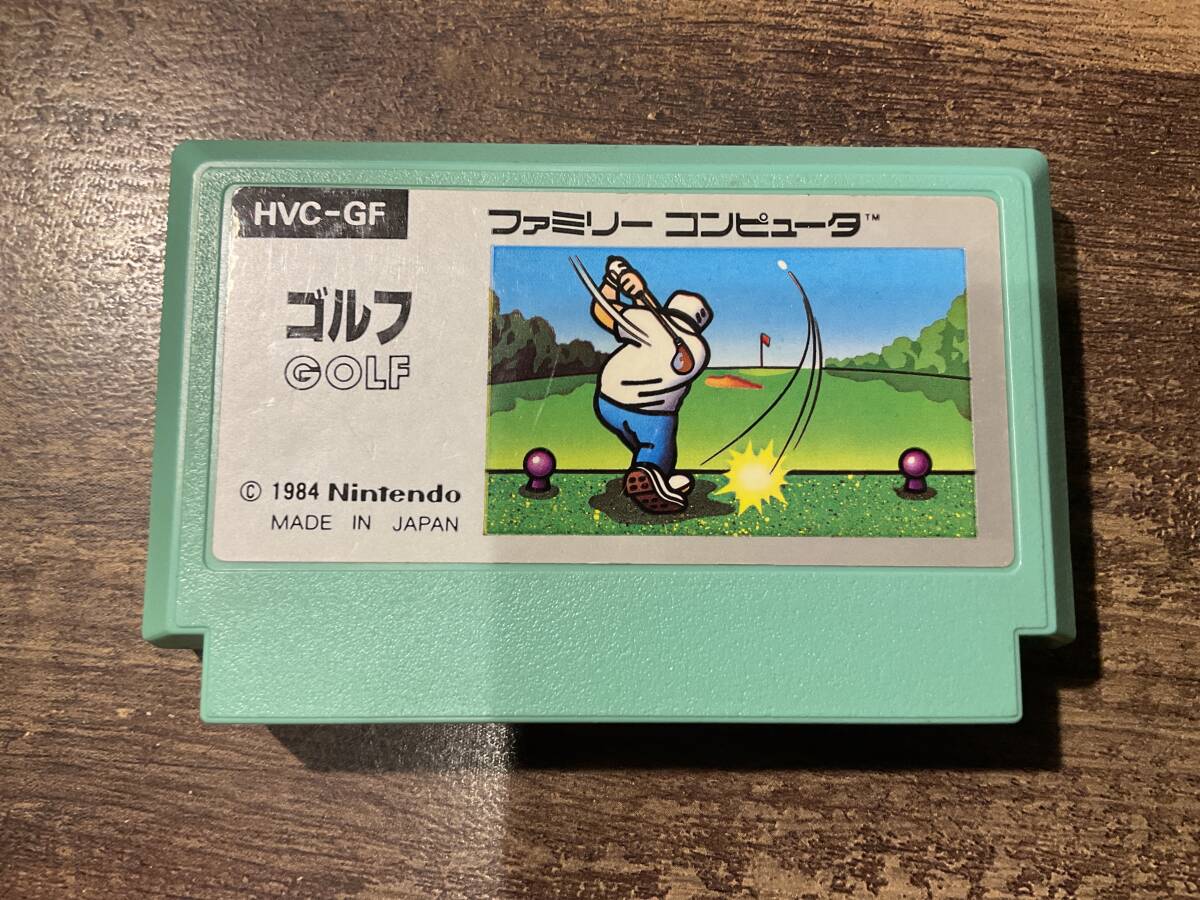 HVC-GF
ファミリー コンピュータ™
ゴルフ
GOLF
© 1984 Nintendo
MADE IN JAPAN